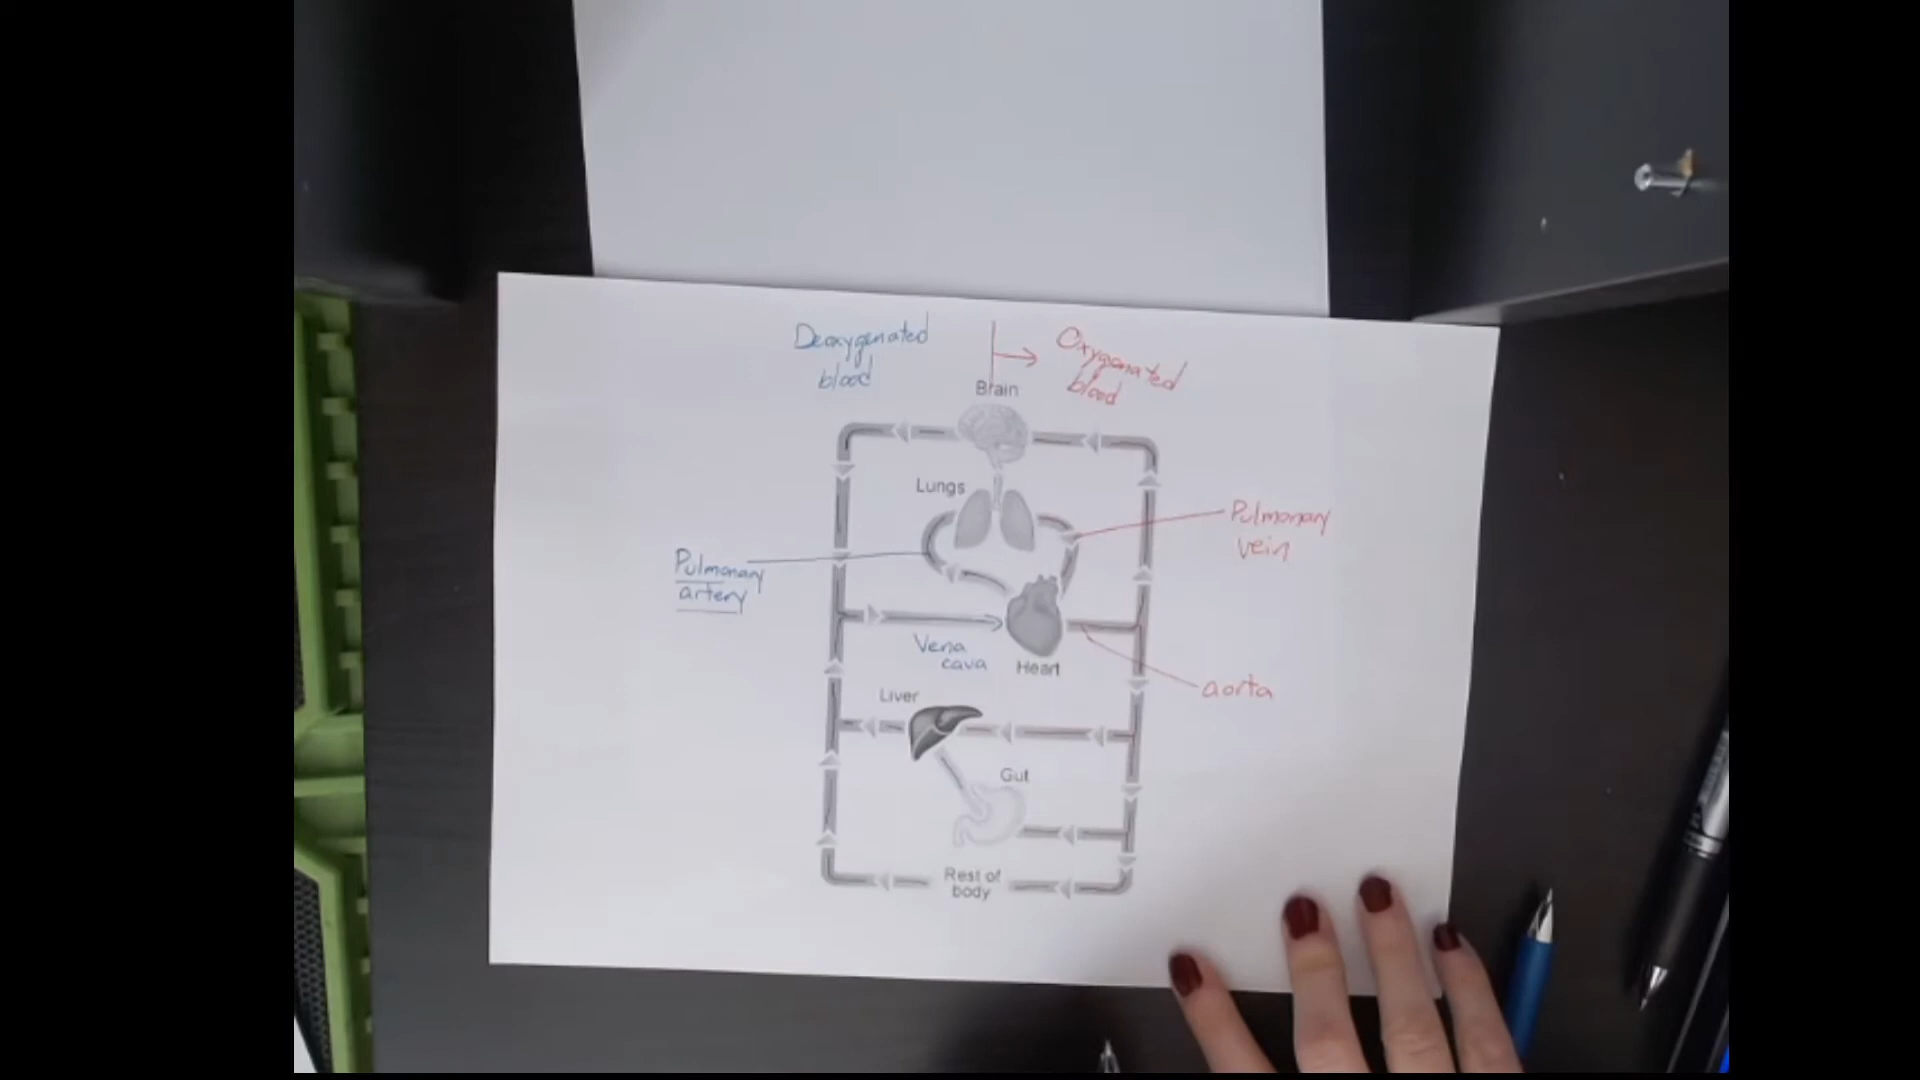 Deoxygenated
blood
Oxygenated
blood
Brain
Lungs
Pulmonary
vein
Pulmonary
artery
Vena
cava
Heart
aorta
Liver
Gut
Rest of
body